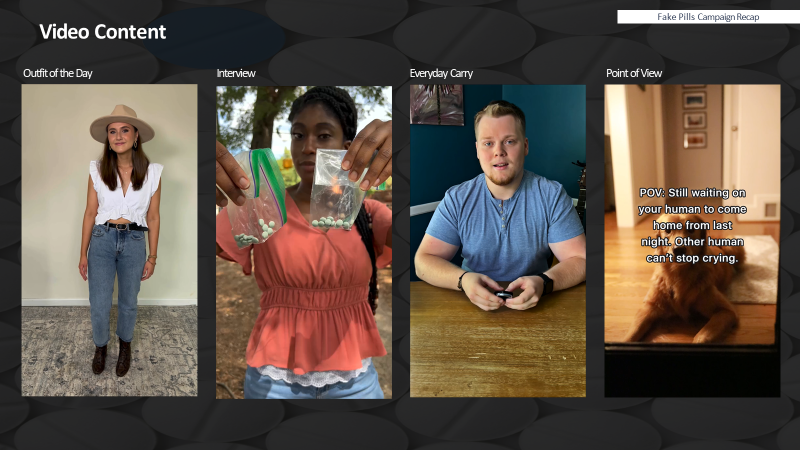 Fake Pills Campaign Recap
Video Content
Outfit of the Day
Interview
Everyday Carry
Point of View
POV: Still waiting on
your human to come
home from last
night. Other human
can't stop crying.